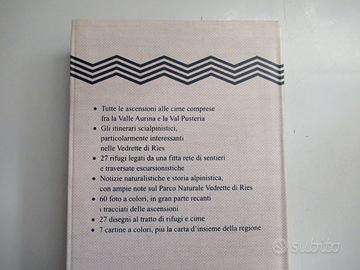 • Tutte le ascensioni alle cime comprese
fra la Valle Aurina e la Val Pusteria
• Gli itinerari scialpinistici,
particolarmente interessanti
nelle Vedrette di Ries
• 27 rifugi legati da una fitta rete di sentieri
e traversate escursionistiche
• Notizie naturalistiche e storia alpinistica,
con ampie note sul Parco Naturale Vedrette di Ries
• 60 foto a colori, in gran parte recanti
i tracciati delle ascensioni
• 27 disegni al tratto di rifugi e cime
• 7 cartine a colori, più la carta d'insieme della regione
subito